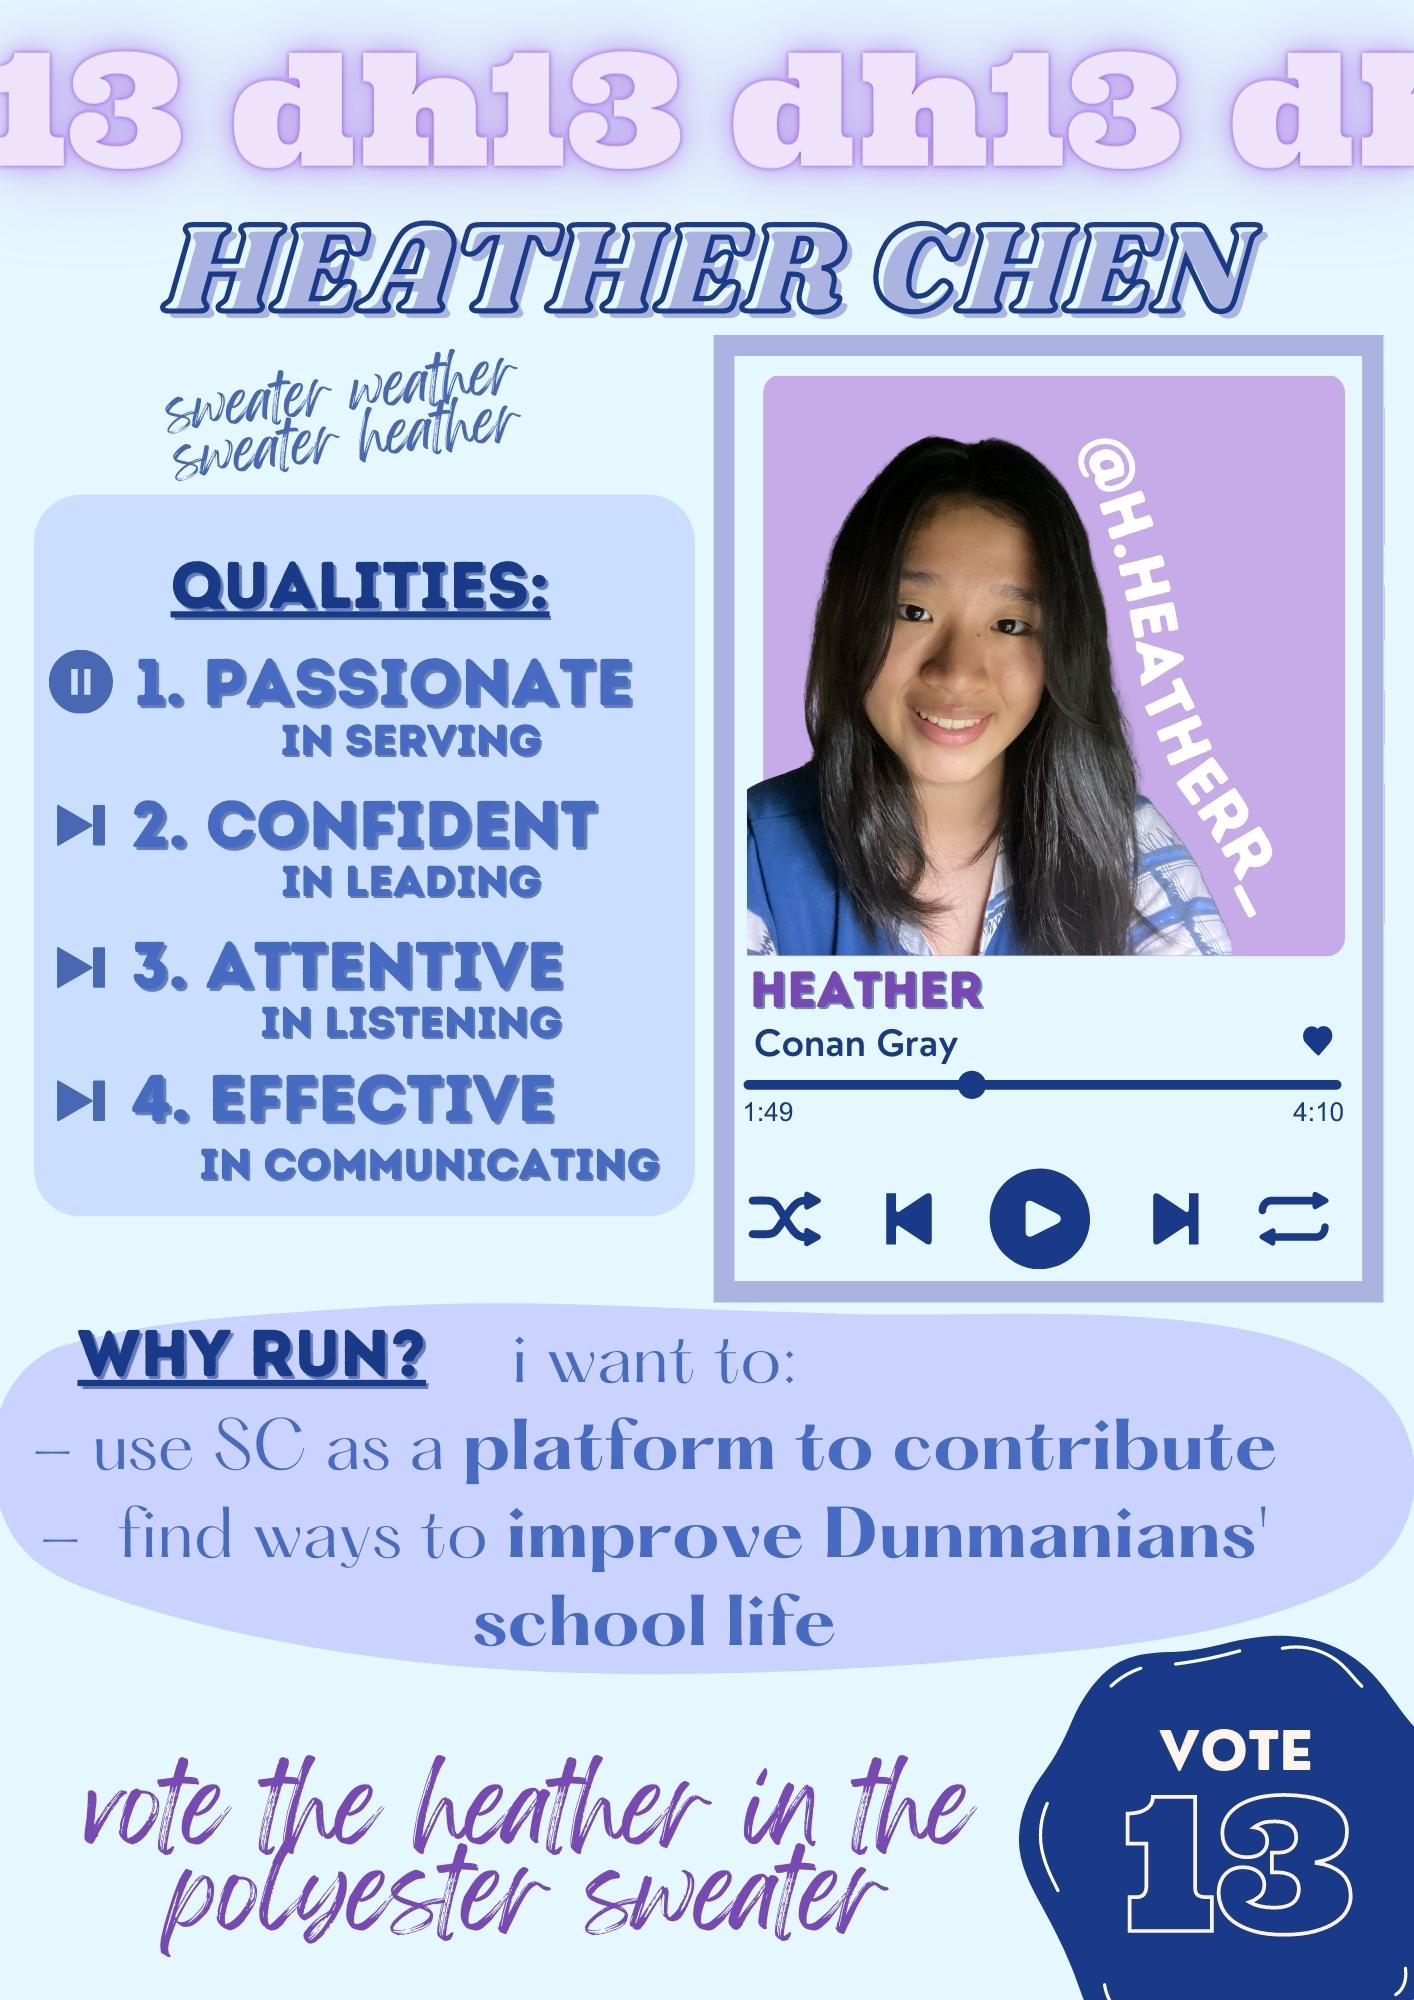 13 dh13 dh13 dh
HEATHER CHEN
sweater weather
sweater heather
QUALITIES:
1. PASSIONATE
IN SERVING
2. CONFIDENT
IN LEADING
3. ATTENTIVE
IN LISTENING
4. EFFECTIVE
IN COMMUNICATING
@H.HEATHERR_
HEATHER
Conan Gray
1:49 4:10
WHY RUN? i want to:
– use SC as a platform to contribute
– find ways to improve Dunmanians'
school life
vote the heather in the
polyester sweater
VOTE
13